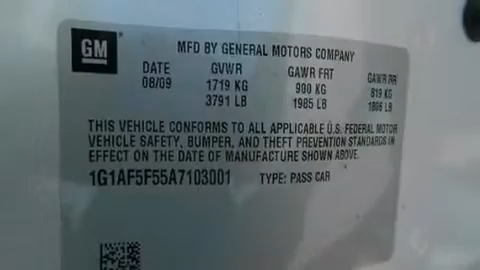 GM
MFD BY GENERAL MOTORS COMPANY
DATE GVWR GAWR FRT GAWR RR
08/09 1719 KG 900 KG 819 KG
3791 LB 1985 LB 1806 LB
THIS VEHICLE CONFORMS TO ALL APPLICABLE U.S. FEDERAL MOTOR
VEHICLE SAFETY, BUMPER, AND THEFT PREVENTION STANDARDS IN
EFFECT ON THE DATE OF MANUFACTURE SHOWN ABOVE.
1G1AF5F55A7103001 TYPE: PASS CAR